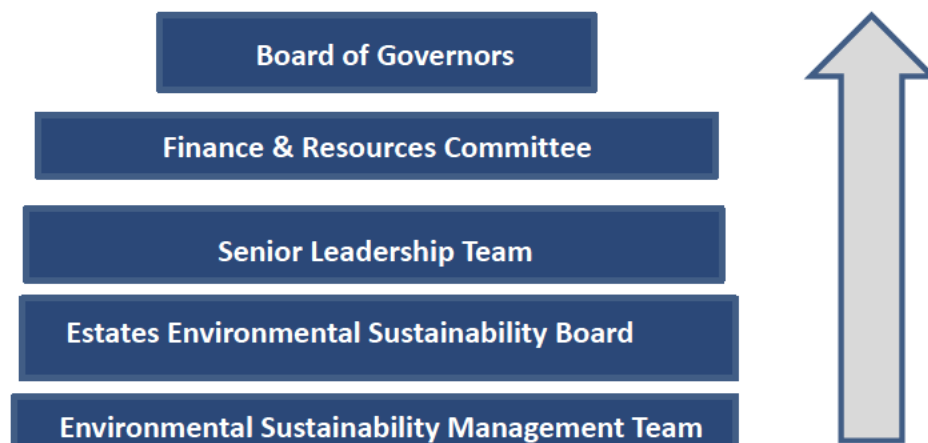 Board of Governors
Finance & Resources Committee
Senior Leadership Team
Estates Environmental Sustainability Board
Environmental Sustainability Management Team